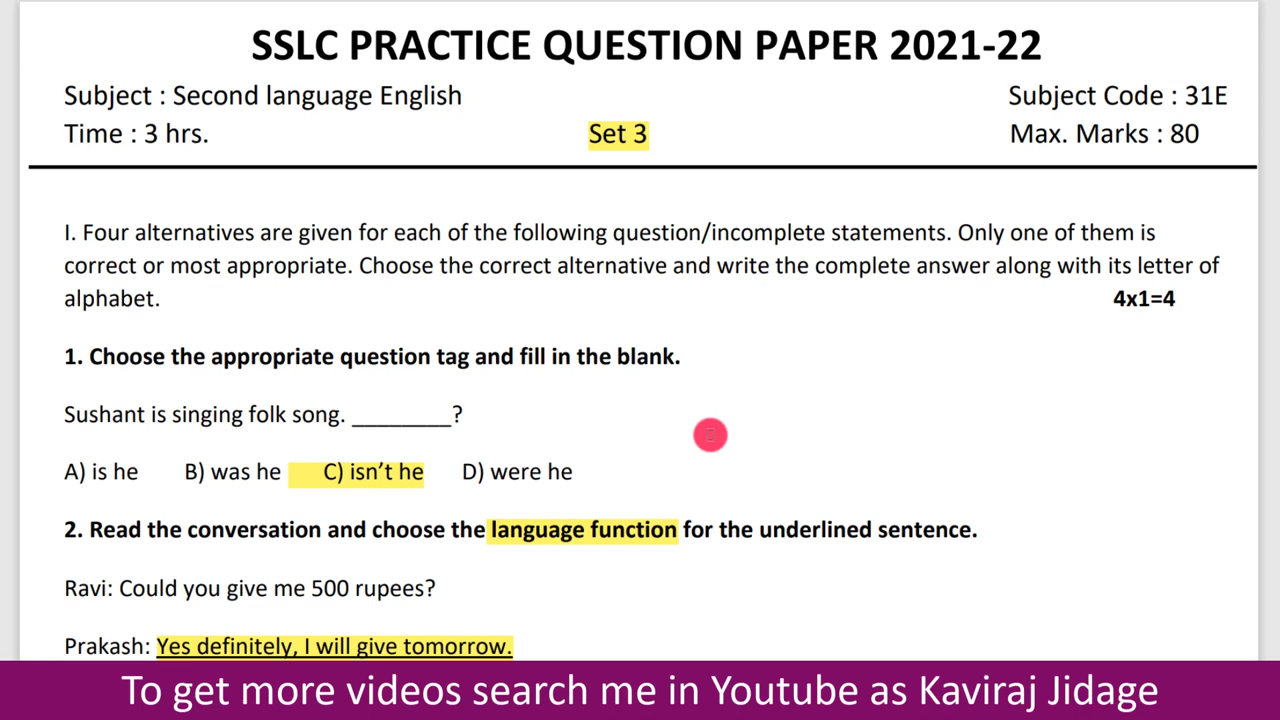 SSLC PRACTICE QUESTION PAPER 2021-22
Subject : Second language English Subject Code : 31E
Time : 3 hrs. Set 3 Max. Marks : 80
I. Four alternatives are given for each of the following question/incomplete statements. Only one of them is
correct or most appropriate. Choose the correct alternative and write the complete answer along with its letter of
alphabet. 4x1=4
1. Choose the appropriate question tag and fill in the blank.
Sushant is singing folk song. ________?
A) is he B) was he C) isn’t he D) were he
2. Read the conversation and choose the language function for the underlined sentence.
Ravi: Could you give me 500 rupees?
Prakash: Yes definitely, I will give tomorrow.
To get more videos search me in Youtube as Kaviraj Jidage